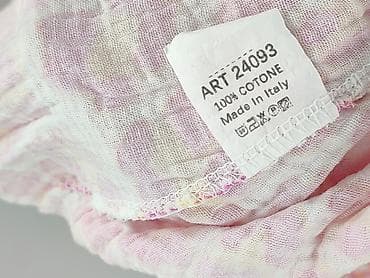 ART 24093
100% COTONE
Made in Italy